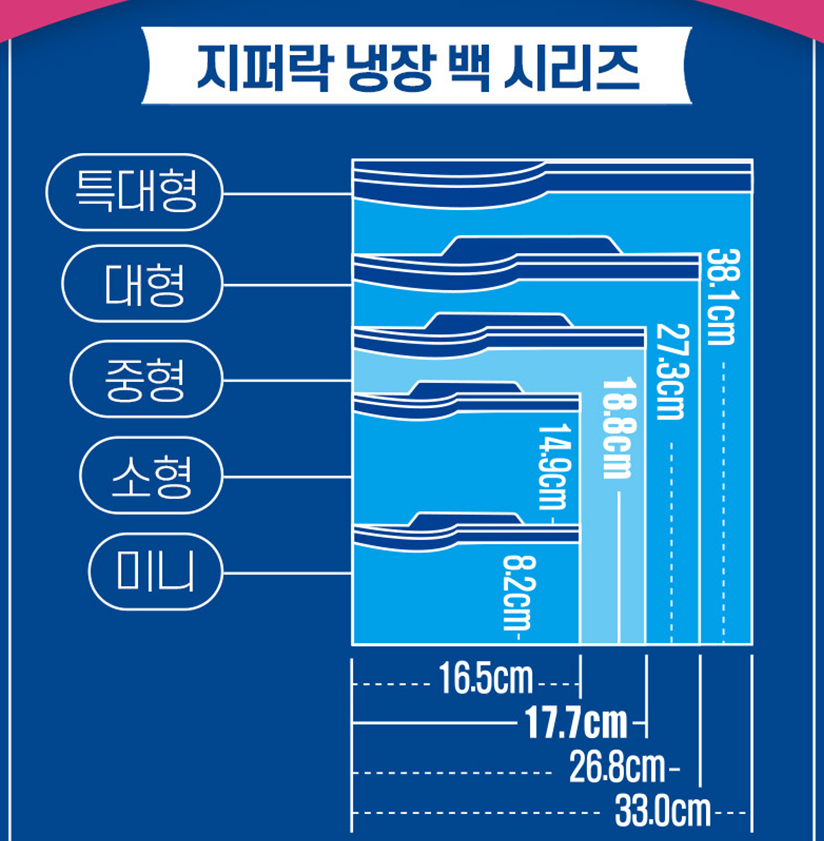 지퍼락 냉장 백 시리즈
특대형
대형
중형
소형
미니
38.1cm
27.3cm
18.8cm
14.9cm
8.2cm
16.5cm
17.7cm
26.8cm
33.0cm